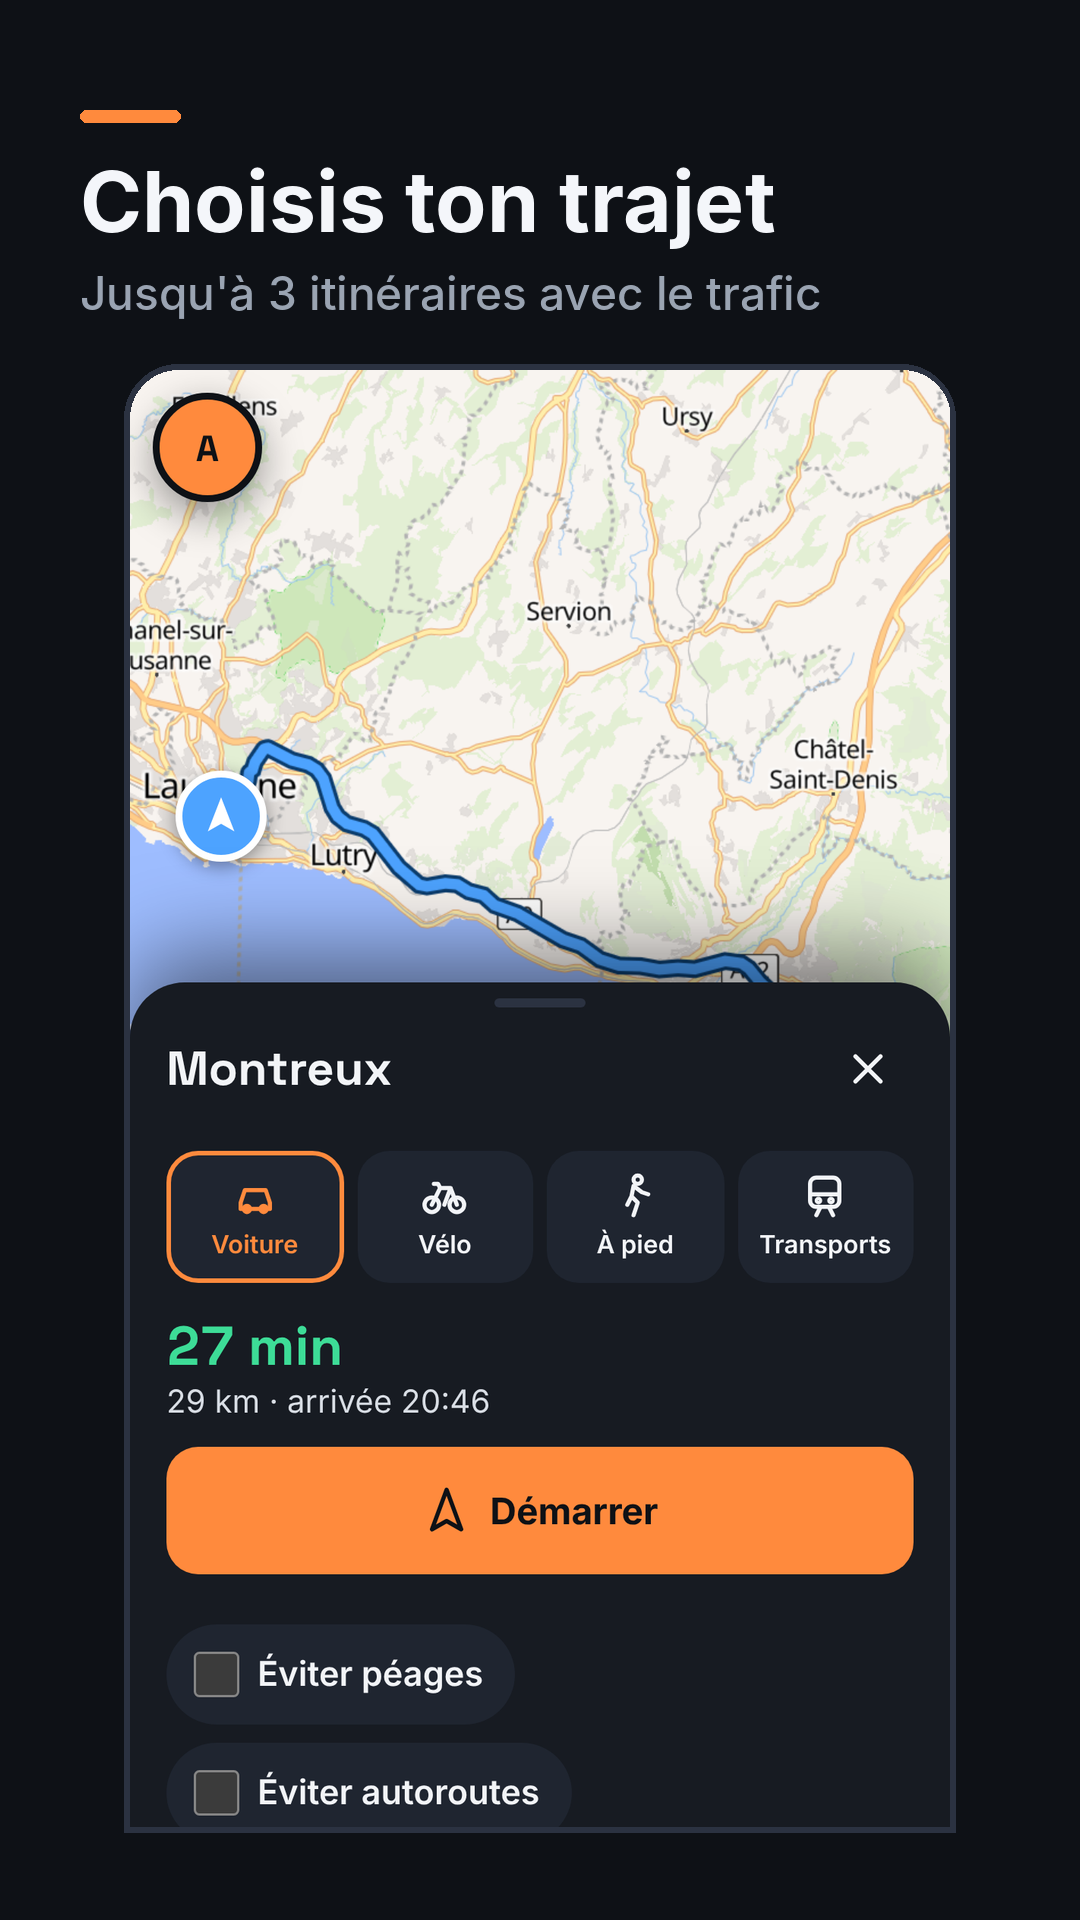 Choisis ton trajet
Jusqu'à 3 itinéraires avec le trafic
A
Ursy
Servion
usanne
Châtel-
Saint-Denis
Lutry
Montreux
Voiture
Vélo
À pied
Transports
27 min
29 km · arrivée 20:46
Démarrer
Éviter péages
Éviter autoroutes